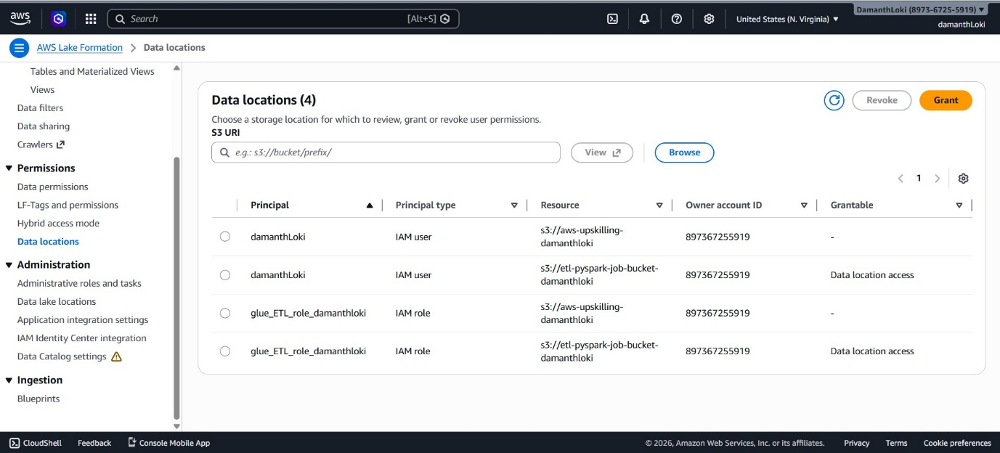 aws
Search
[Alt+S]
United States (N. Virginia)
DamanthLoki (8973-6725-5919)
damanthLoki
AWS Lake Formation > Data locations
Tables and Materialized Views
Views
Data filters
Data sharing
Crawlers
Permissions
Data permissions
LF-Tags and permissions
Hybrid access mode
Data locations
Administration
Administrative roles and tasks
Data lake locations
Application integration settings
IAM Identity Center integration
Data Catalog settings
Ingestion
Blueprints
Data locations (4)
Revoke
Grant
Choose a storage location for which to review, grant or revoke user permissions.
S3 URI
e.g.: s3://bucket/prefix/
View
Browse
1
Principal Principal type Resource Owner account ID Grantable
damanthLoki IAM user s3://aws-upskilling- 897367255919 -
damanthloki
damanthLoki IAM user s3://etl-pyspark-job-bucket- 897367255919 Data location access
damanthloki
glue_ETL_role_damanthloki IAM role s3://aws-upskilling- 897367255919 -
damanthloki
glue_ETL_role_damanthloki IAM role s3://etl-pyspark-job-bucket- 897367255919 Data location access
damanthloki
CloudShell Feedback Console Mobile App © 2026, Amazon Web Services, Inc. or its affiliates. Privacy Terms Cookie preferences